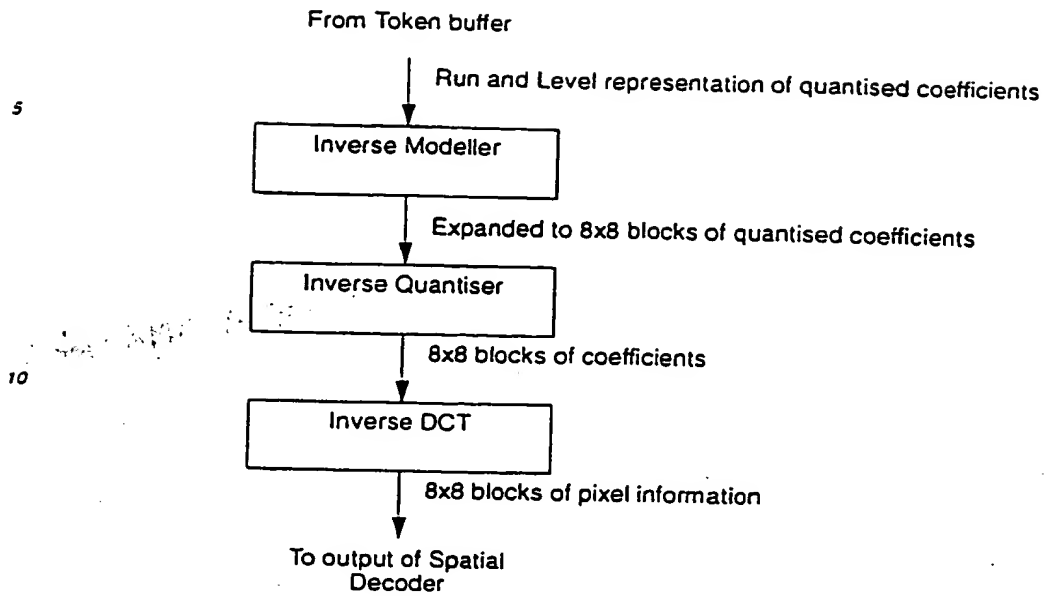 From Token buffer
Run and Level representation of quantised coefficients
5
Inverse Modeller
Expanded to 8x8 blocks of quantised coefficients
Inverse Quantiser
8x8 blocks of coefficients
10
Inverse DCT
8x8 blocks of pixel information
To output of Spatial
Decoder